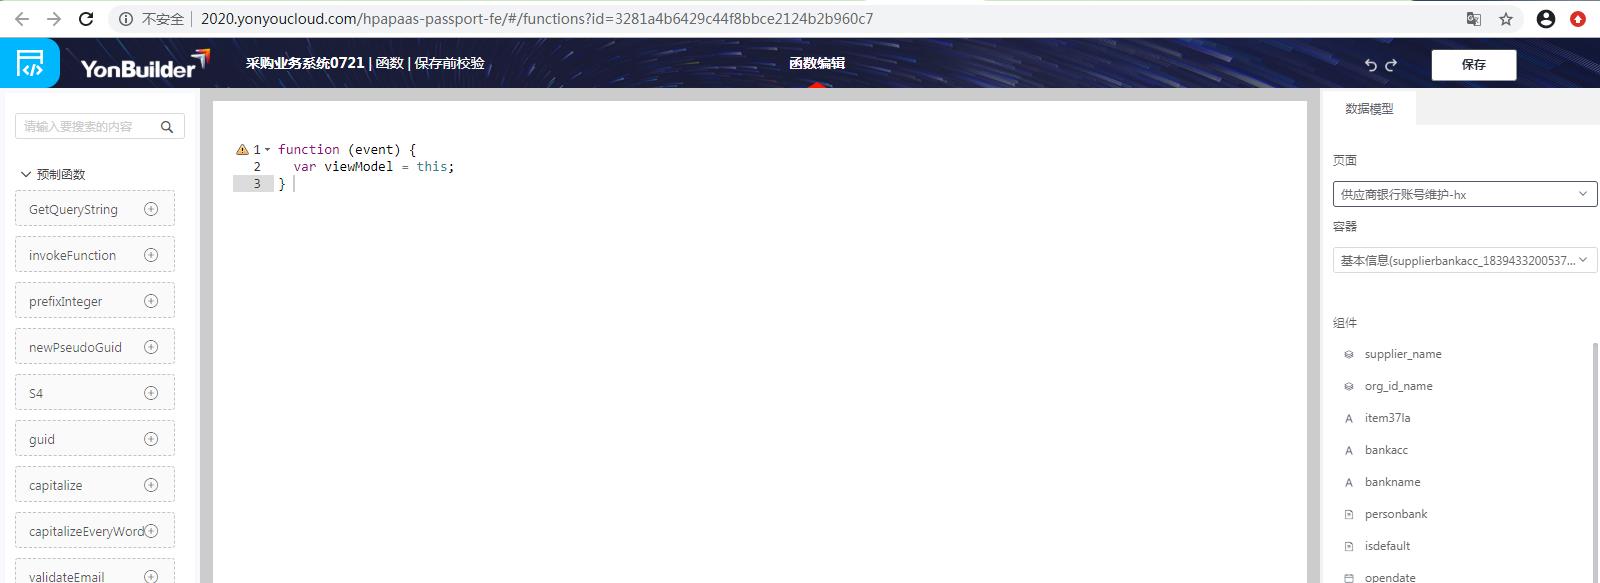 不安全 | 2020.yonyoucloud.com/hpapaas-passport-fe/#/functions?id=3281a4b6429c44f8bbce2124b2b960c7
YonBuilder
采购业务系统0721 | 函数 | 保存前校验
函数编辑
保存
请输入要搜索的内容
预制函数
GetQueryString
invokeFunction
prefixInteger
newPseudoGuid
S4
guid
capitalize
capitalizeEveryWord
validateEmail
1 function (event) {
2 var viewModel = this;
3 }
数据模型
页面
供应商银行账号维护-hx
容器
基本信息(supplierbankacc_1839433200537...
组件
supplier_name
org_id_name
item37la
bankacc
bankname
personbank
isdefault
opendate